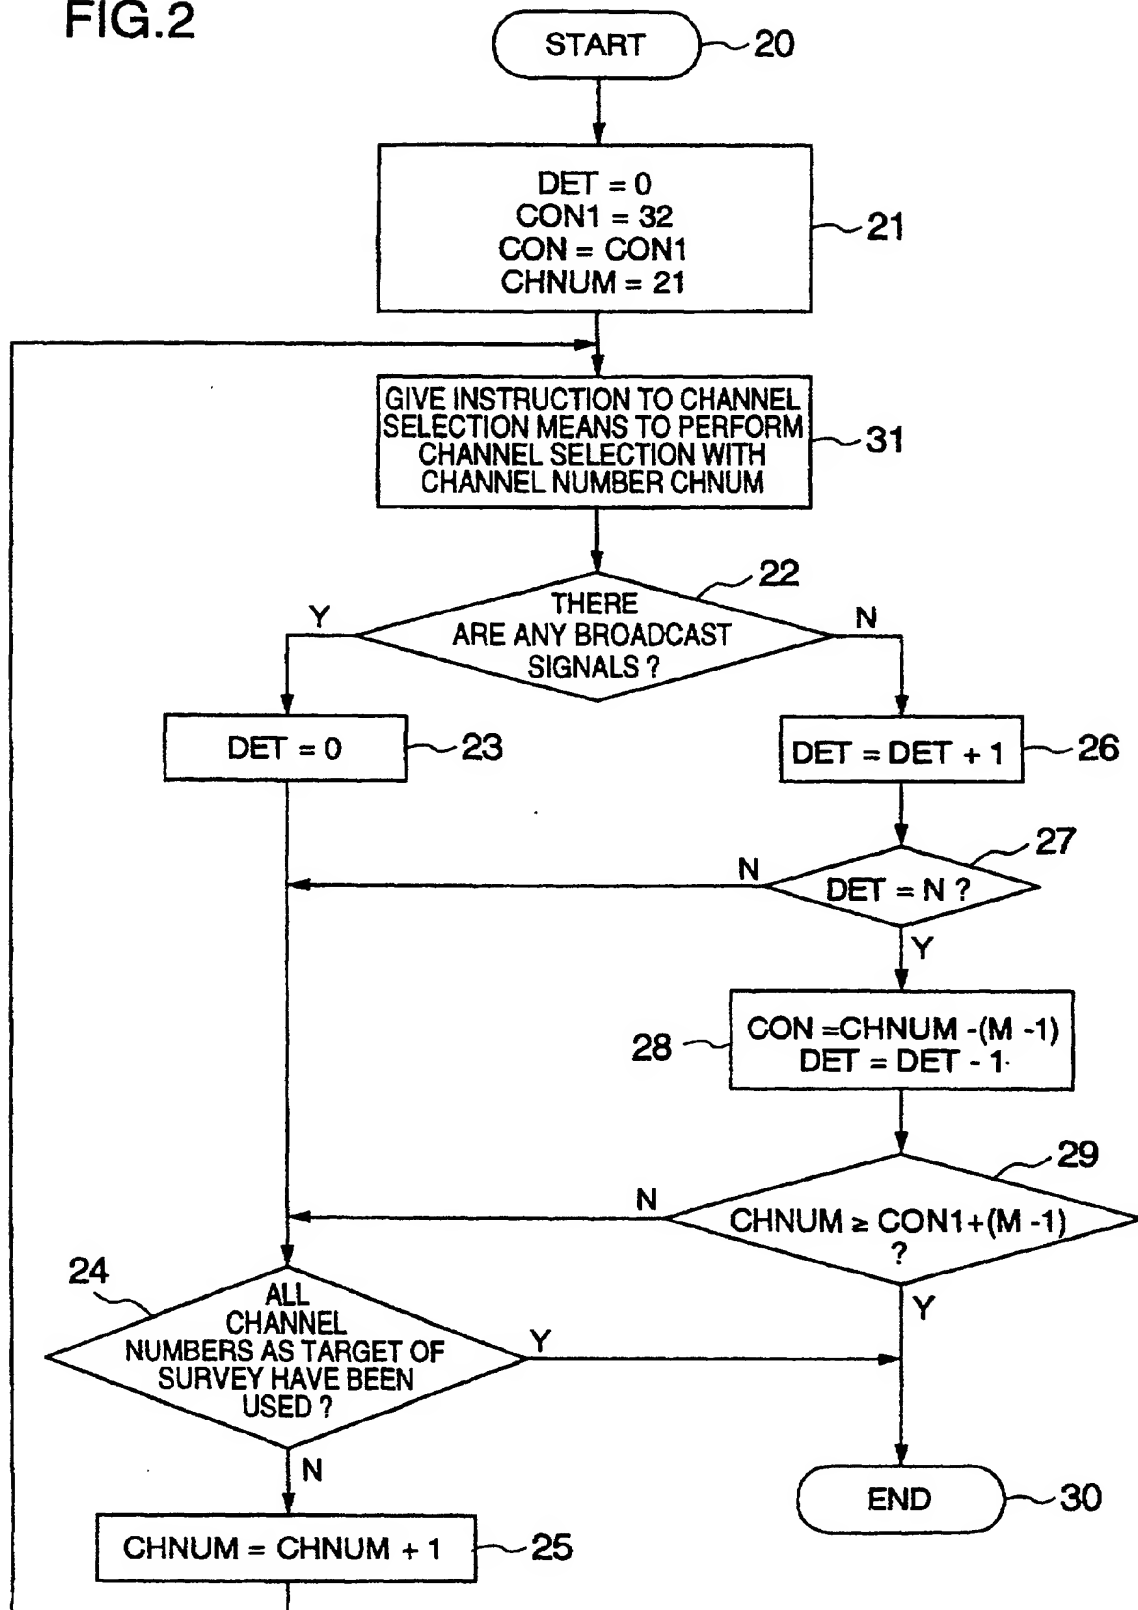 FIG.2
START
20
DET = 0
CON1 = 32
CON = CON1
CHNUM = 21
21
GIVE INSTRUCTION TO CHANNEL
SELECTION MEANS TO PERFORM
CHANNEL SELECTION WITH
CHANNEL NUMBER CHNUM
31
22
THERE
ARE ANY BROADCAST
SIGNALS ?
Y
N
DET = 0
23
DET = DET + 1
26
27
DET = N ?
N
Y
CON =CHNUM -(M -1)
DET = DET - 1
28
29
CHNUM ≥ CON1+(M -1)
?
N
Y
24
ALL
CHANNEL
NUMBERS AS TARGET OF
SURVEY HAVE BEEN
USED ?
Y
N
END
30
CHNUM = CHNUM + 1
25